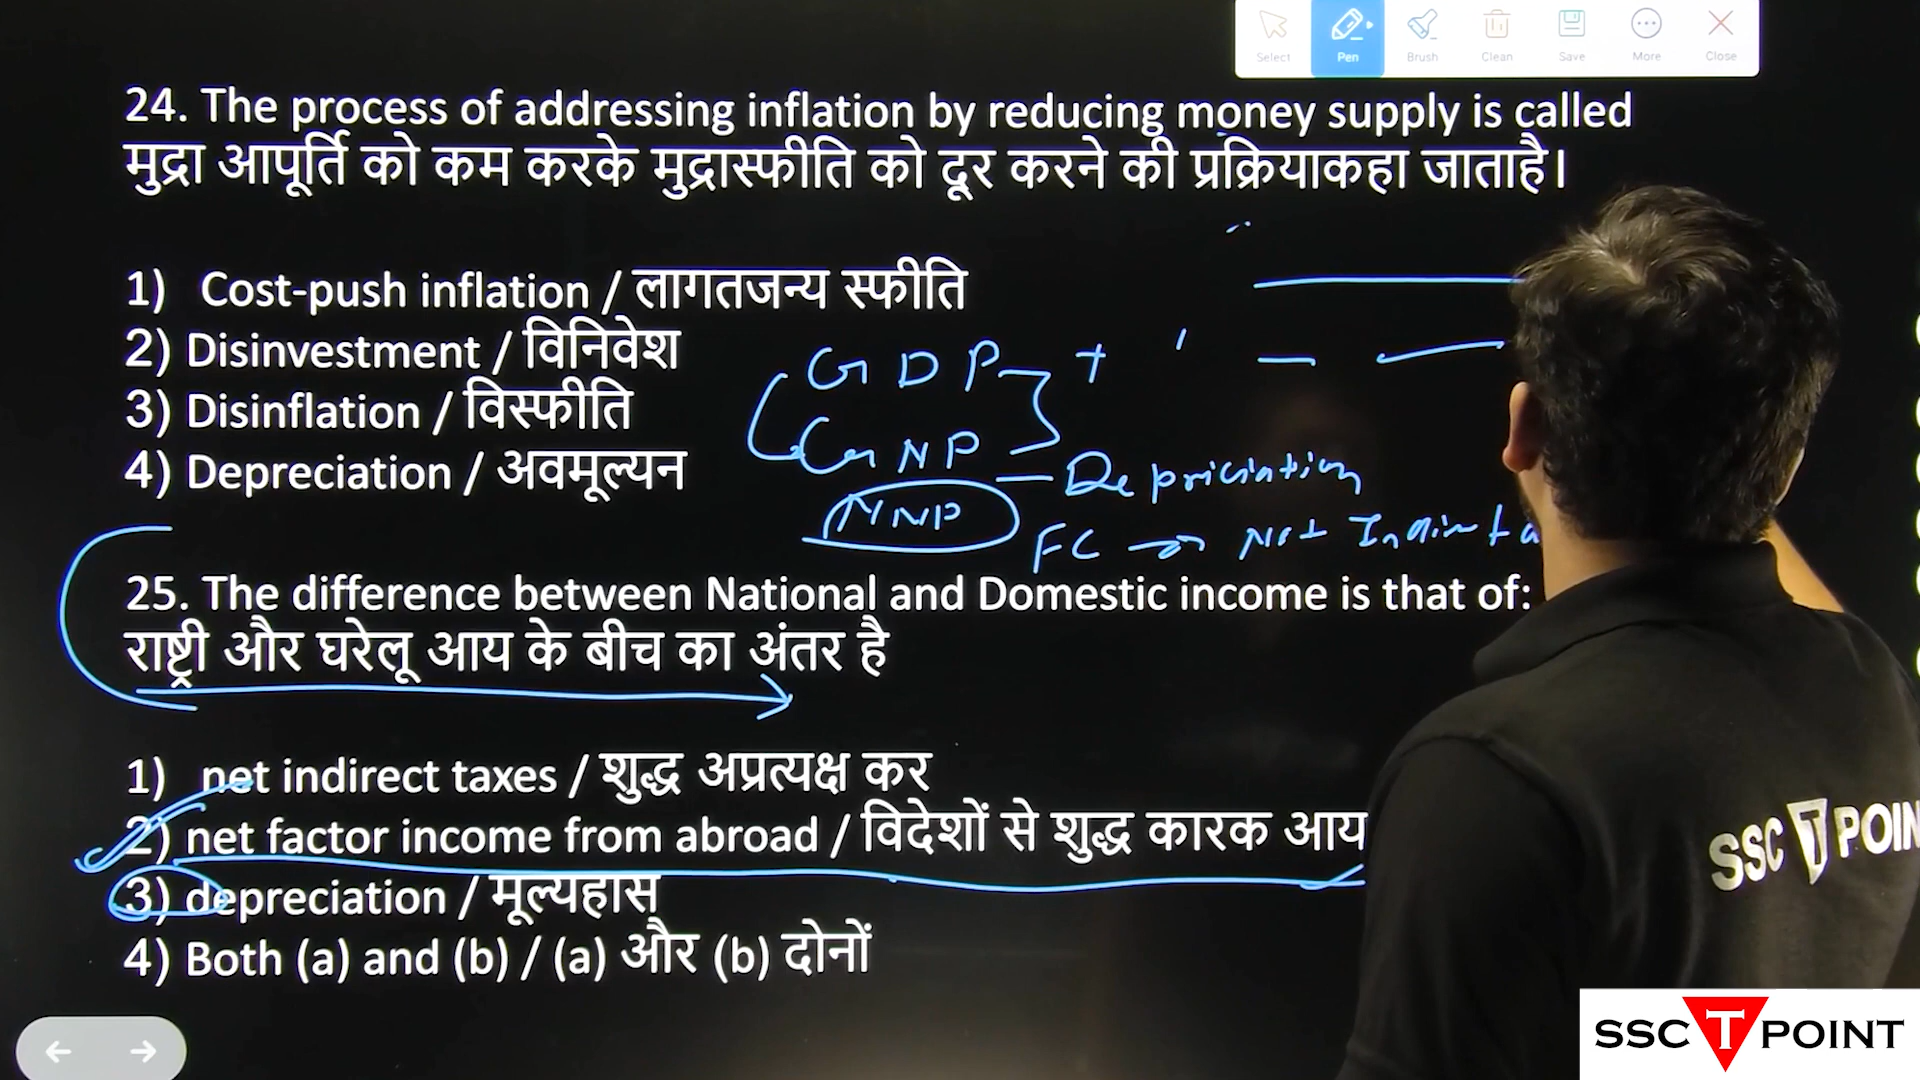 Select Pen Brush Clean Save More Close
24. The process of addressing inflation by reducing money supply is called
मुद्रा आपूर्ति को कम करके मुद्रास्फीति को दूर करने की प्रक्रियाकहा जाताहै।
1) Cost-push inflation / लागतजन्य स्फीति
2) Disinvestment / विनिवेश
3) Disinflation / विस्फीति
4) Depreciation / अवमूल्यन
GDP +
GNP
— Depriciation
NNP
FC → Net Indirect
25. The difference between National and Domestic income is that of:
राष्ट्री और घरेलू आय के बीच का अंतर है
1) net indirect taxes / शुद्ध अप्रत्यक्ष कर
2) net factor income from abroad / विदेशों से शुद्ध कारक आय
3) depreciation / मूल्यहास
4) Both (a) and (b) / (a) और (b) दोनों
SSC T POIN
SSC T POINT